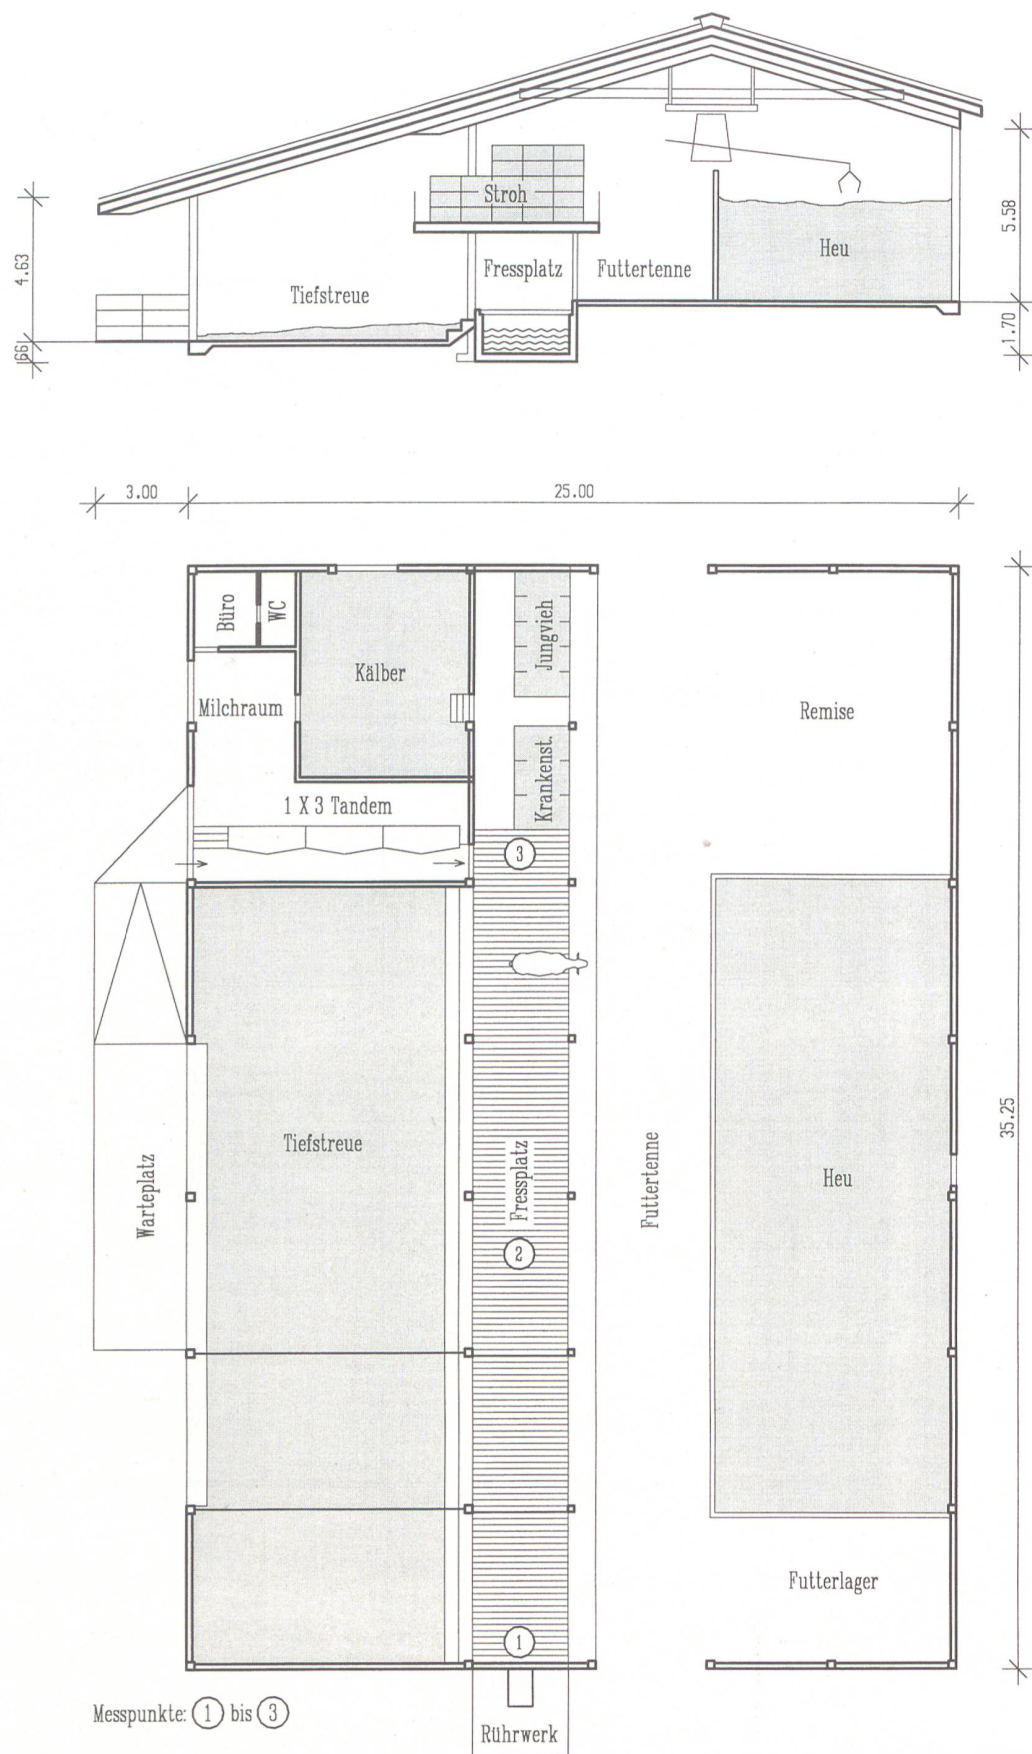 Stroh
Fressplatz
Futtertenne
Heu
Tiefstreue
4.63
66
5.58
1.70
3.00
25.00
Büro
WC
Jungvieh
Kälber
Milchraum
Remise
Krankenst.
1 X 3 Tandem
3
Tiefstreue
Warteplatz
Fressplatz
2
Futtertenne
Heu
35.25
Futterlager
1
Messpunkte: 1 bis 3
Rührwerk